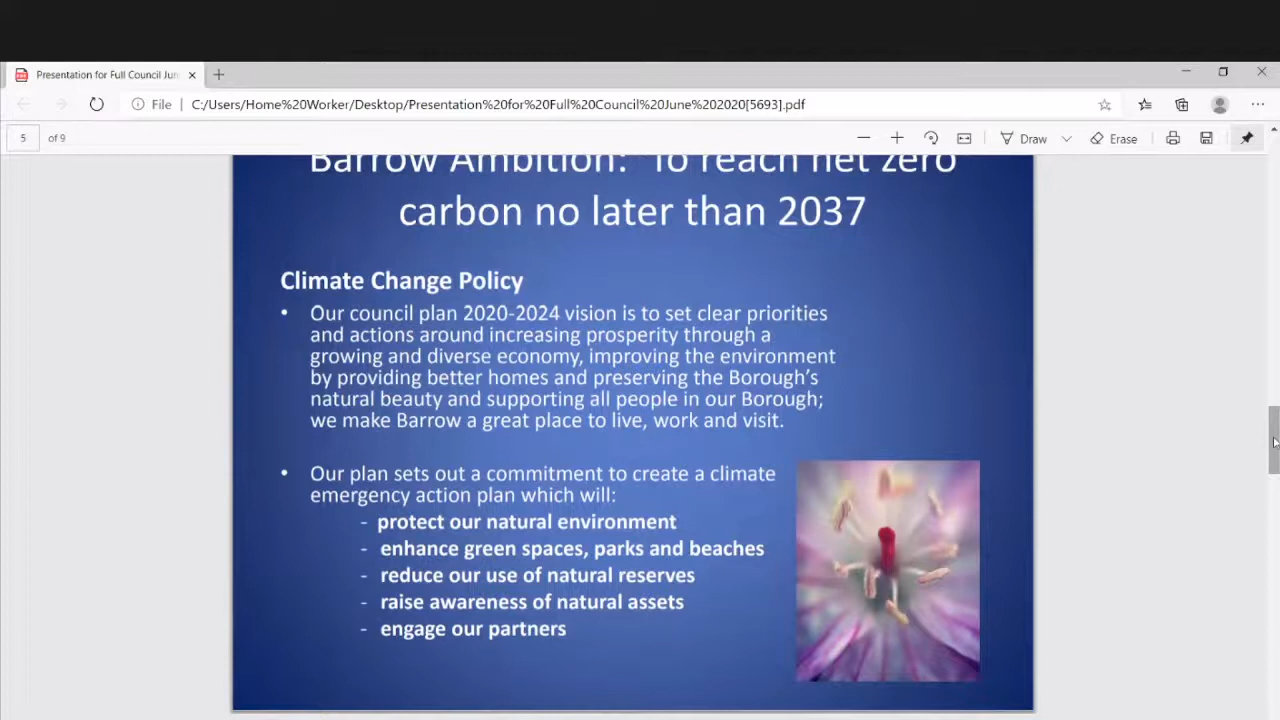 Presentation for Full Council Jun
File
C:/Users/Home%20Worker/Desktop/Presentation%20for%20Full%20Council%20June%202020[5693].pdf
5 of 9
Draw
Erase
Barrow Ambition: To reach net zero
carbon no later than 2037
Climate Change Policy
• Our council plan 2020-2024 vision is to set clear priorities
and actions around increasing prosperity through a
growing and diverse economy, improving the environment
by providing better homes and preserving the Borough's
natural beauty and supporting all people in our Borough;
we make Barrow a great place to live, work and visit.
• Our plan sets out a commitment to create a climate
emergency action plan which will:
- protect our natural environment
- enhance green spaces, parks and beaches
- reduce our use of natural reserves
- raise awareness of natural assets
- engage our partners